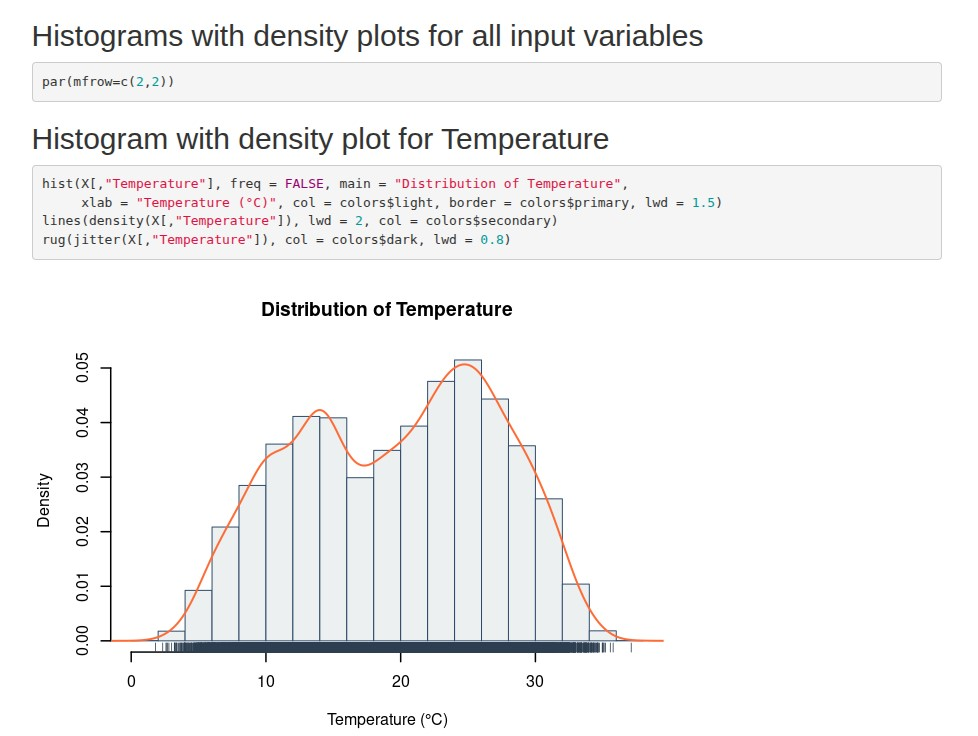 Histograms with density plots for all input variables
par(mfrow=c(2,2))
Histogram with density plot for Temperature
hist(X[,"Temperature"], freq = FALSE, main = "Distribution of Temperature",
     xlab = "Temperature (°C)", col = colors$light, border = colors$primary, lwd = 1.5)
lines(density(X[,"Temperature"]), lwd = 2, col = colors$secondary)
rug(jitter(X[,"Temperature"]), col = colors$dark, lwd = 0.8)
Distribution of Temperature
0.05
0.04
0.03
0.02
0.01
0.00
Density
0 10 20 30
Temperature (°C)